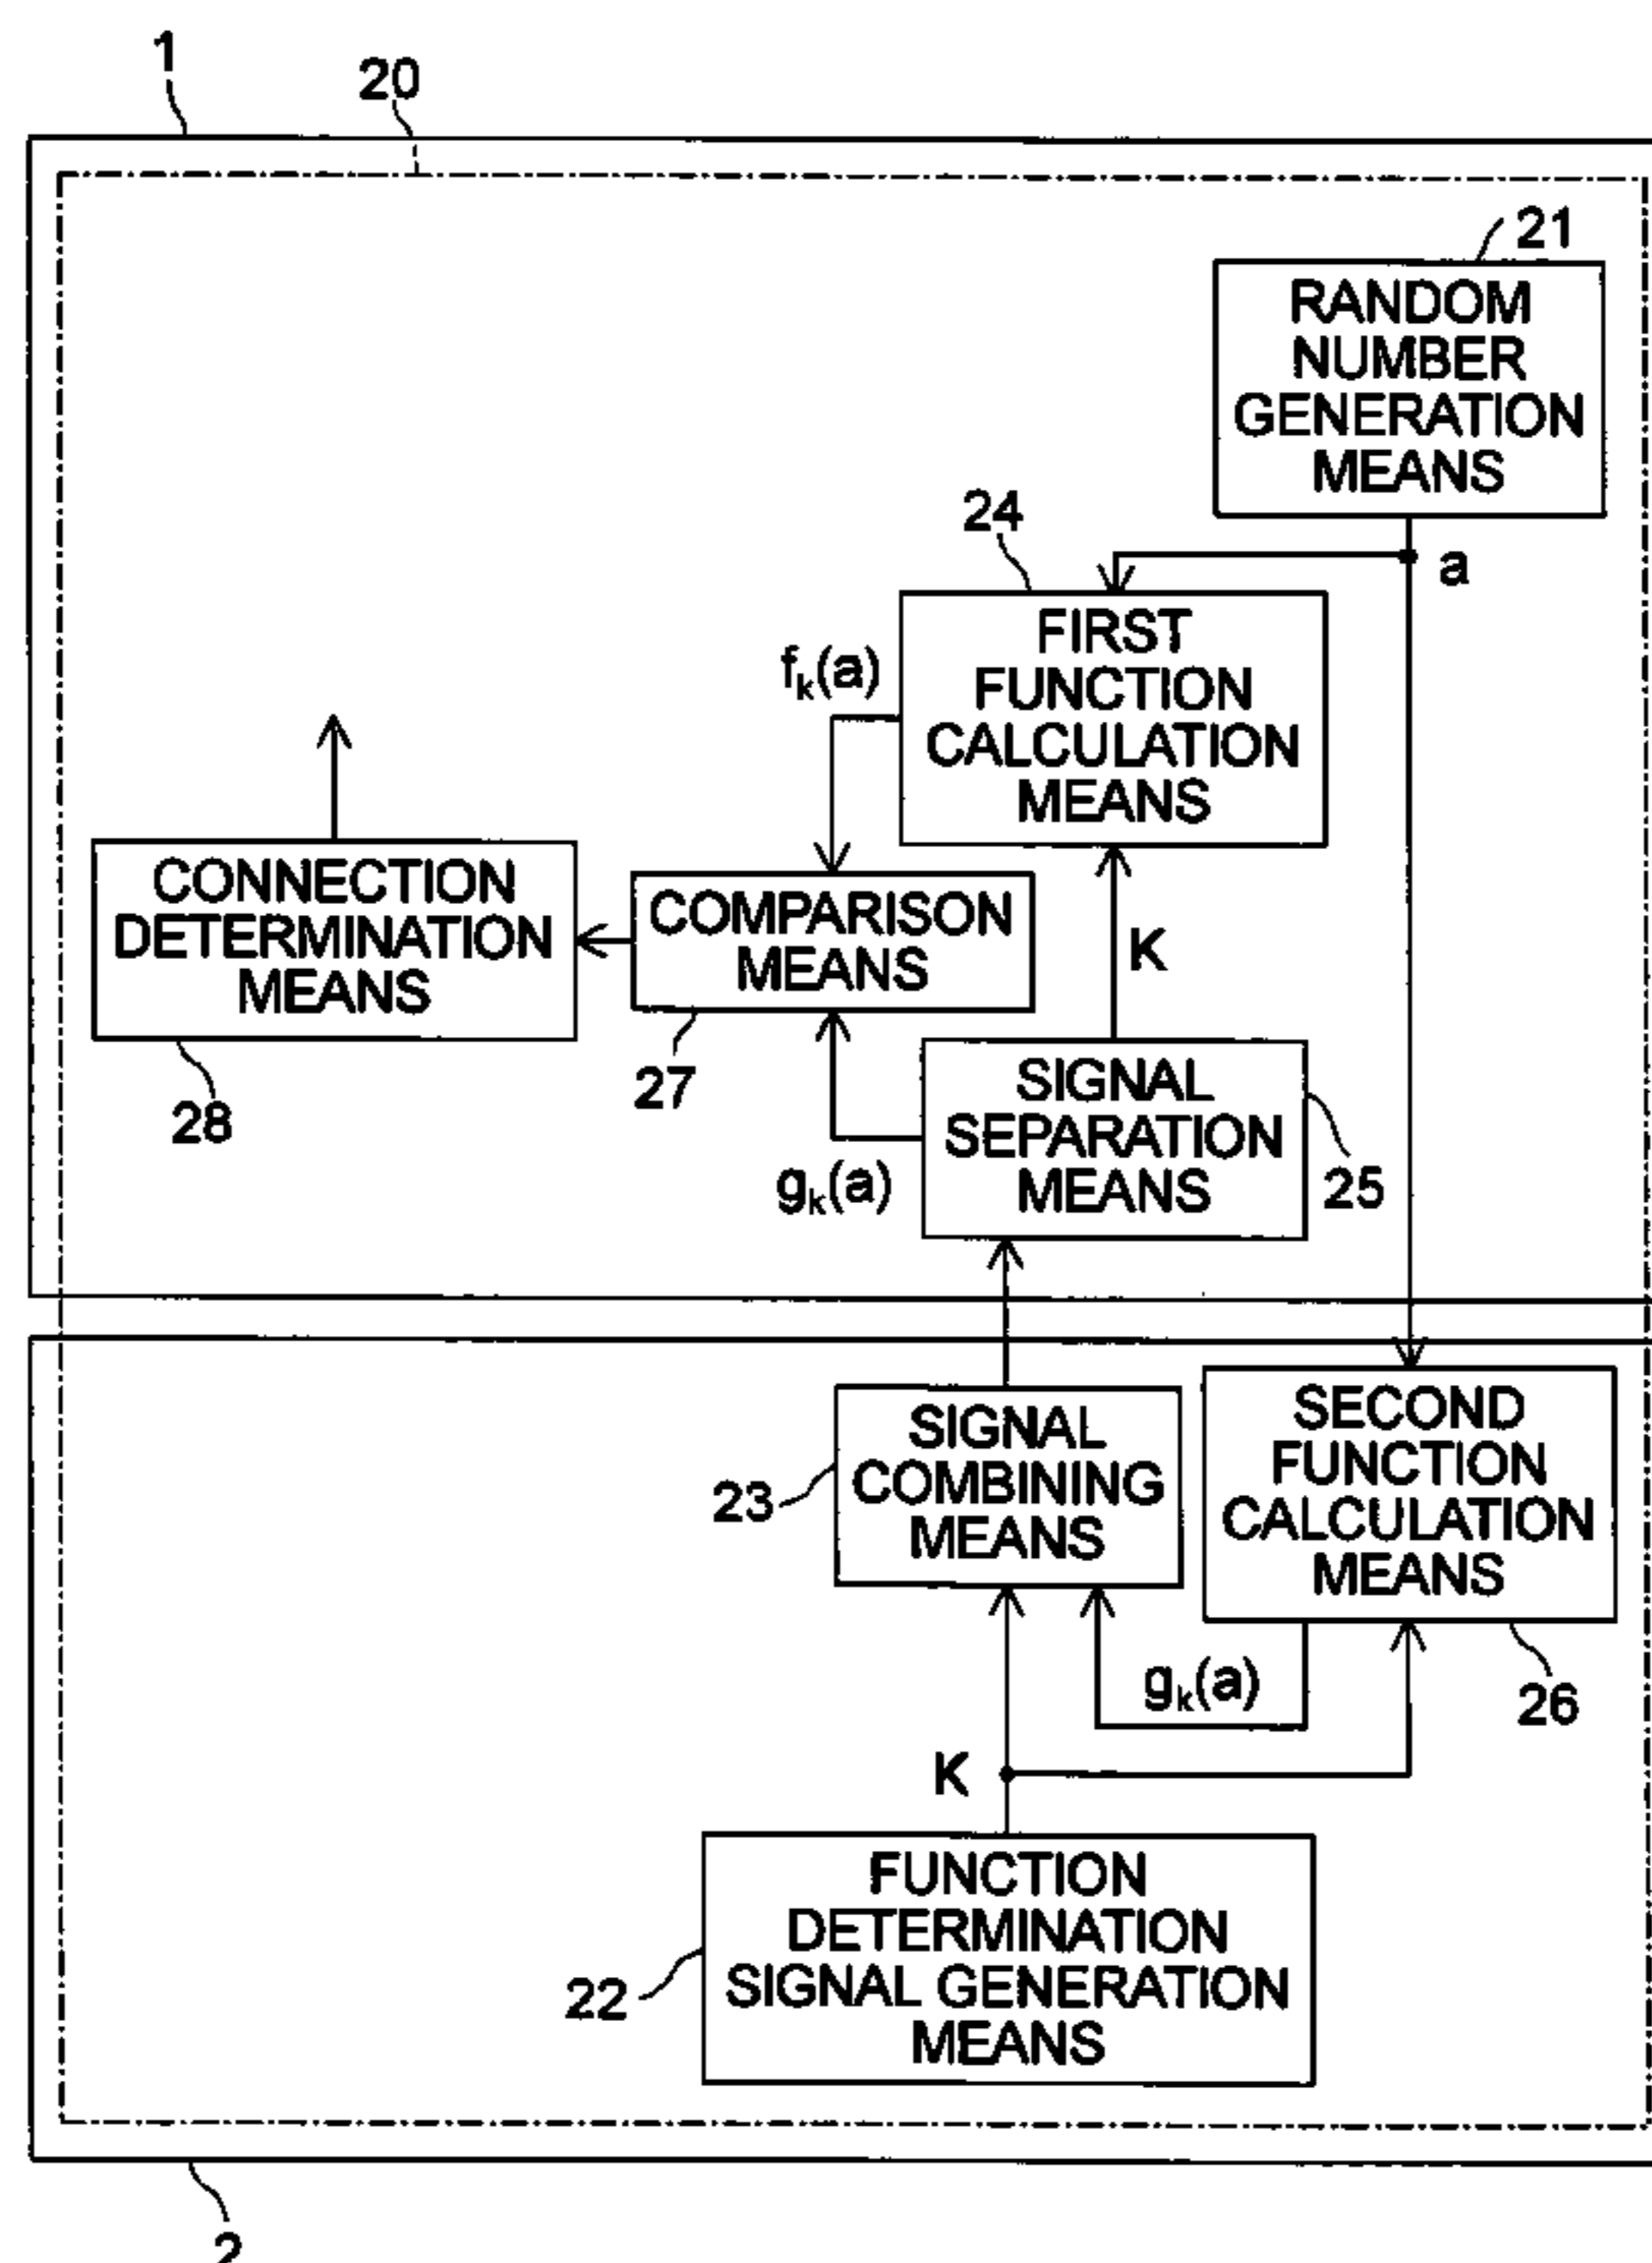 1
20
21
RANDOM
NUMBER
GENERATION
MEANS
a
24
FIRST
FUNCTION
CALCULATION
MEANS
fk(a)
CONNECTION
DETERMINATION
MEANS
28
COMPARISON
MEANS
27
K
SIGNAL
SEPARATION
MEANS
25
gk(a)
SIGNAL
COMBINING
MEANS
23
SECOND
FUNCTION
CALCULATION
MEANS
26
gk(a)
K
FUNCTION
DETERMINATION
SIGNAL GENERATION
MEANS
22
2